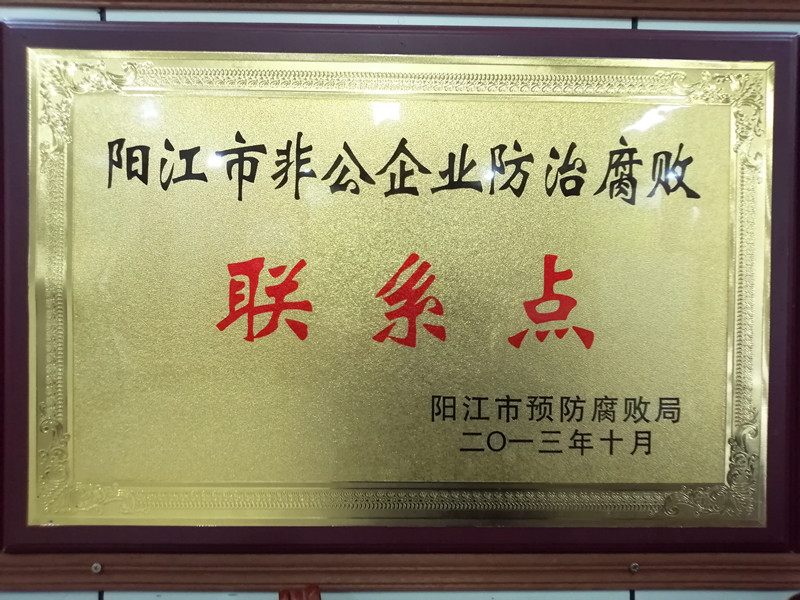 阳江市非公企业防治腐败
联系点
阳江市预防腐败局
二〇一三年十月